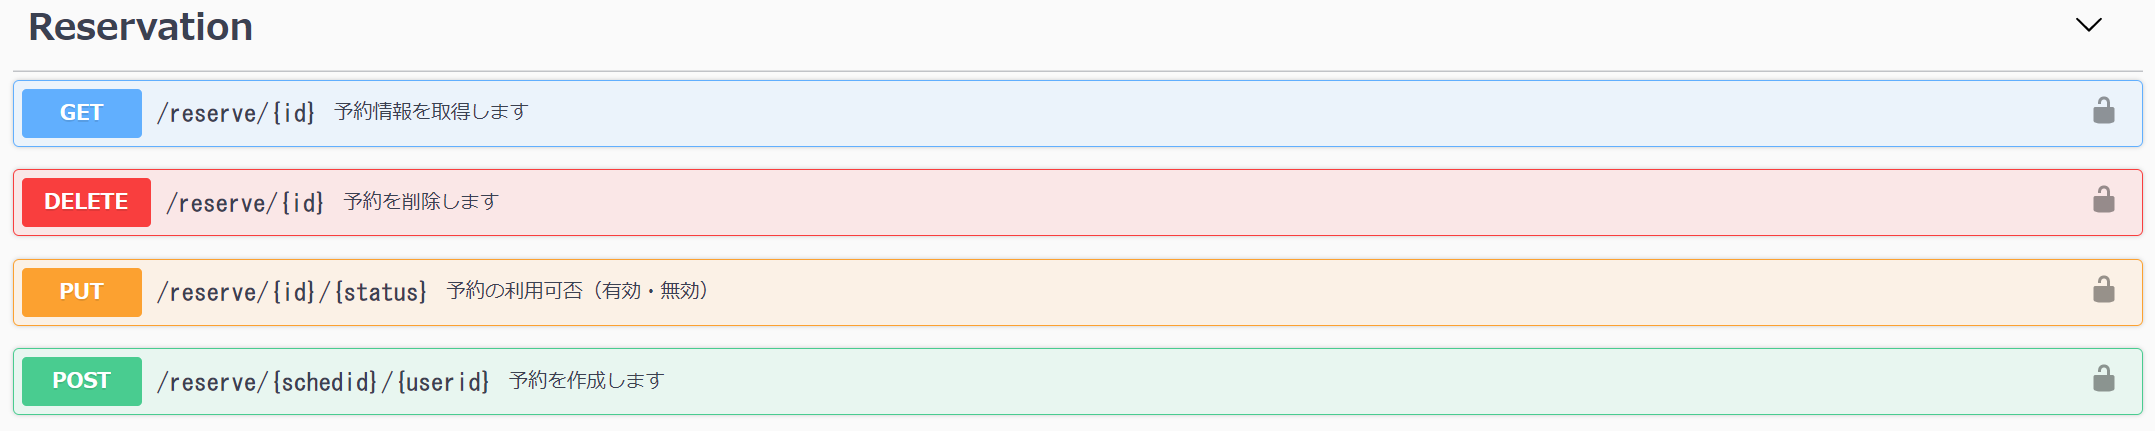 Reservation
GET /reserve/{id} 予約情報を取得します
DELETE /reserve/{id} 予約を削除します
PUT /reserve/{id}/{status} 予約の利用可否（有効・無効）
POST /reserve/{schedid}/{userid} 予約を作成します